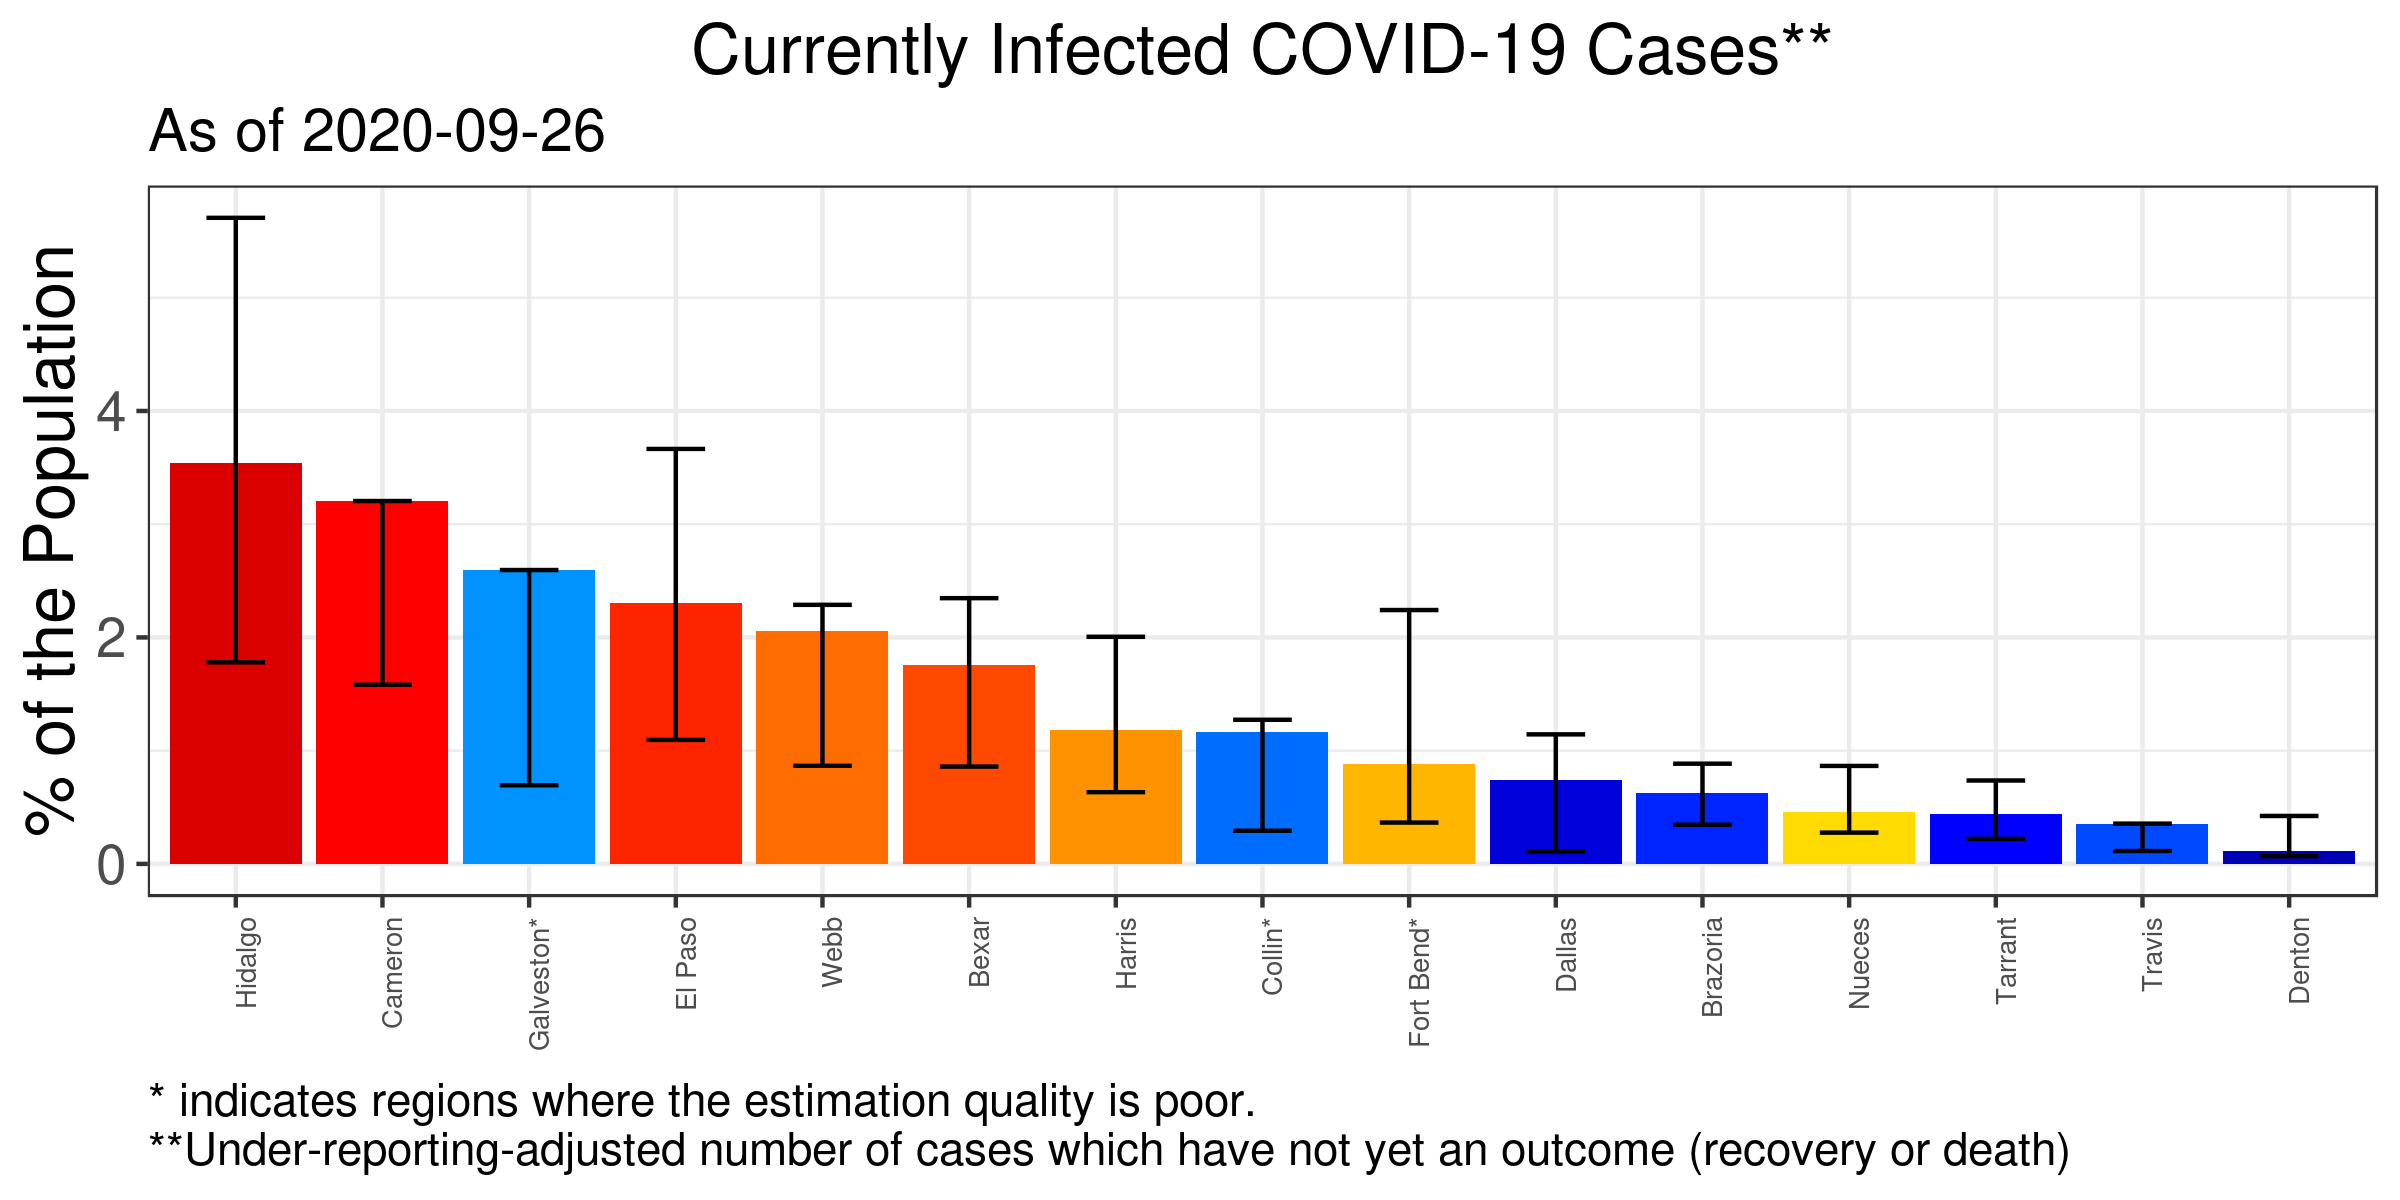 Currently Infected COVID-19 Cases**
As of 2020-09-26
% of the Population
4
2
0
Hidalgo
Cameron
Galveston*
El Paso
Webb
Bexar
Harris
Collin*
Fort Bend*
Dallas
Brazoria
Nueces
Tarrant
Travis
Denton
* indicates regions where the estimation quality is poor.
**Under-reporting-adjusted number of cases which have not yet an outcome (recovery or death)